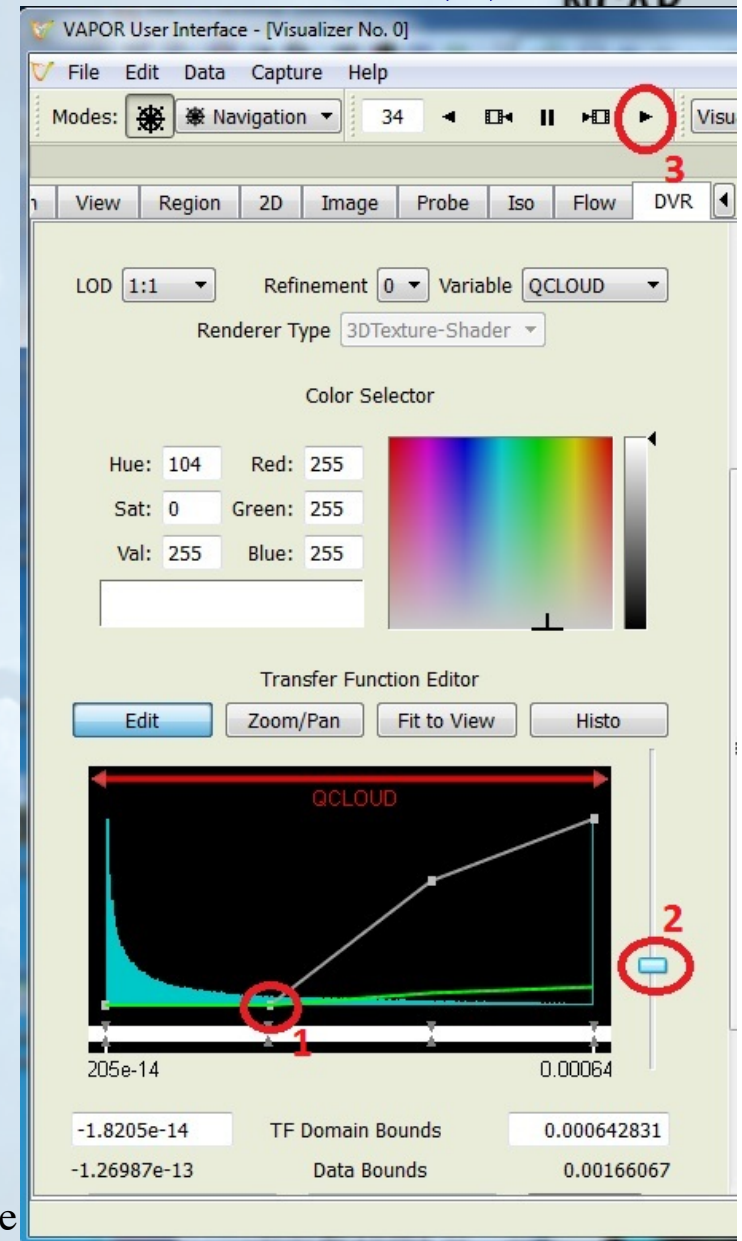 VAPOR User Interface - [Visualizer No. 0]
File Edit Data Capture Help
Modes: Navigation 34 Visu
3
View Region 2D Image Probe Iso Flow DVR
LOD 1:1 Refinement 0 Variable QCLOUD
Renderer Type 3DTexture-Shader
Color Selector
Hue: 104 Red: 255
Sat: 0 Green: 255
Val: 255 Blue: 255
Transfer Function Editor
Edit Zoom/Pan Fit to View Histo
QCLOUD
2
1
205e-14 0.00064
-1.8205e-14 TF Domain Bounds 0.000642831
-1.26987e-13 Data Bounds 0.00166067
e